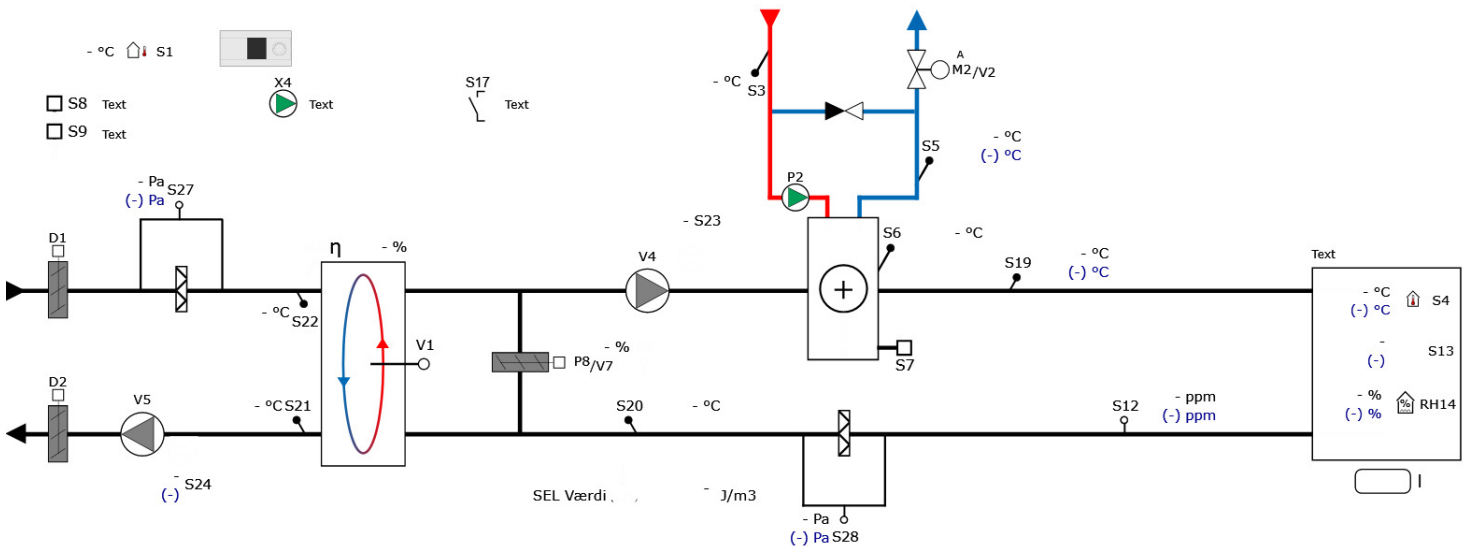 - °C S1
X4
S17
S8 Text
Text
Text
S9 Text
- °C
S3
A
M2/V2
S5
- °C
(-) °C
P2
- Pa
(-) Pa
S27
D1
η - %
- S23
V4
S6
- °C
S19
- °C
(-) °C
Text
- °C
S22
V1
- %
P8/V7
S7
- °C
(-) °C
S4
-
(-)
S13
- %
(-) %
RH14
%
D2
V5
- °C S21
S20
- °C
S12
- ppm
(-) ppm
-
(-)
S24
SEL Værdi
- J/m3
- Pa
(-) Pa S28
I